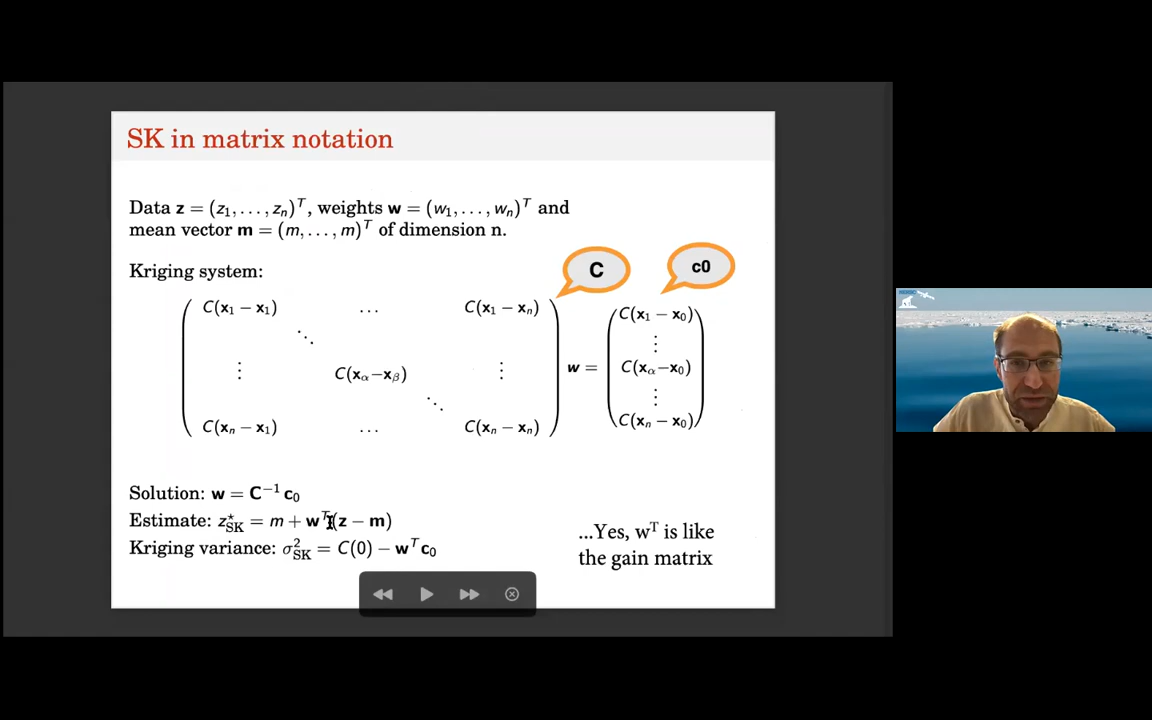 SK in matrix notation
Data z = (z₁, . . . , zₙ)ᵀ, weights w = (w₁, . . . , wₙ)ᵀ and
mean vector m = (m, . . . , m)ᵀ of dimension n.
Kriging system:
C
c0
C(x₁ − x₁) ... C(x₁ − xₙ)
⋱
⋮ C(xα−xβ) ⋮
⋱
C(xₙ − x₁) ... C(xₙ − xₙ)
w =
C(x₁ − x₀)
⋮
C(xα−x₀)
⋮
C(xₙ − x₀)
Solution: w = C⁻¹ c₀
Estimate: z*SK = m + wᵀ(z − m)
Kriging variance: σ²SK = C(0) − wᵀc₀
...Yes, wᵀ is like
the gain matrix